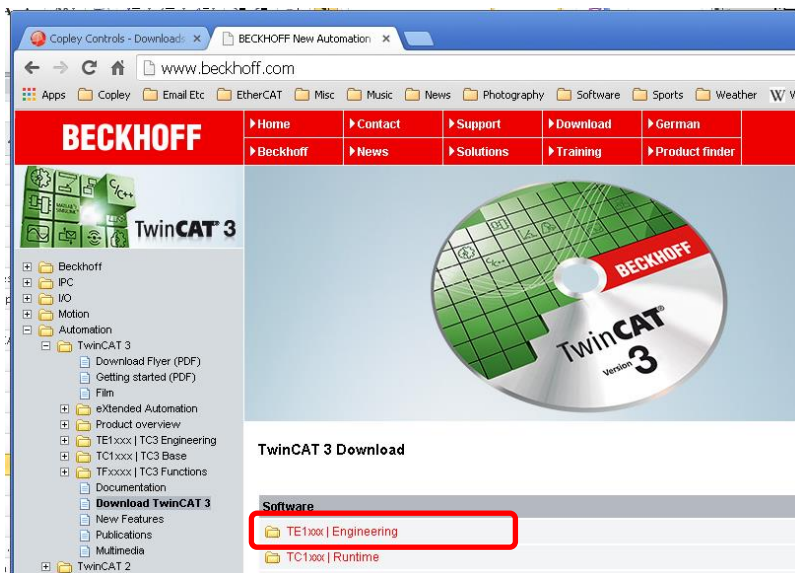 Copley Controls - Downloads
BECKHOFF New Automation
www.beckhoff.com
Apps Copley Email Etc EtherCAT Misc Music News Photography Software Sports Weather W
BECKHOFF
Home Contact Support Download German
Beckhoff News Solutions Training Product finder
C/C++
TwinCAT® 3
Beckhoff
IPC
I/O
Motion
Automation
TwinCAT 3
Download Flyer (PDF)
Getting started (PDF)
Film
eXtended Automation
Product overview
TE1xxx | TC3 Engineering
TC1xxx | TC3 Base
TFxxxx | TC3 Functions
Documentation
Download TwinCAT 3
New Features
Publications
Multimedia
TwinCAT 2
BECKHOFF
TwinCAT®
Version 3
TwinCAT 3 Download
Software
TE1xxx | Engineering
TC1xxx | Runtime